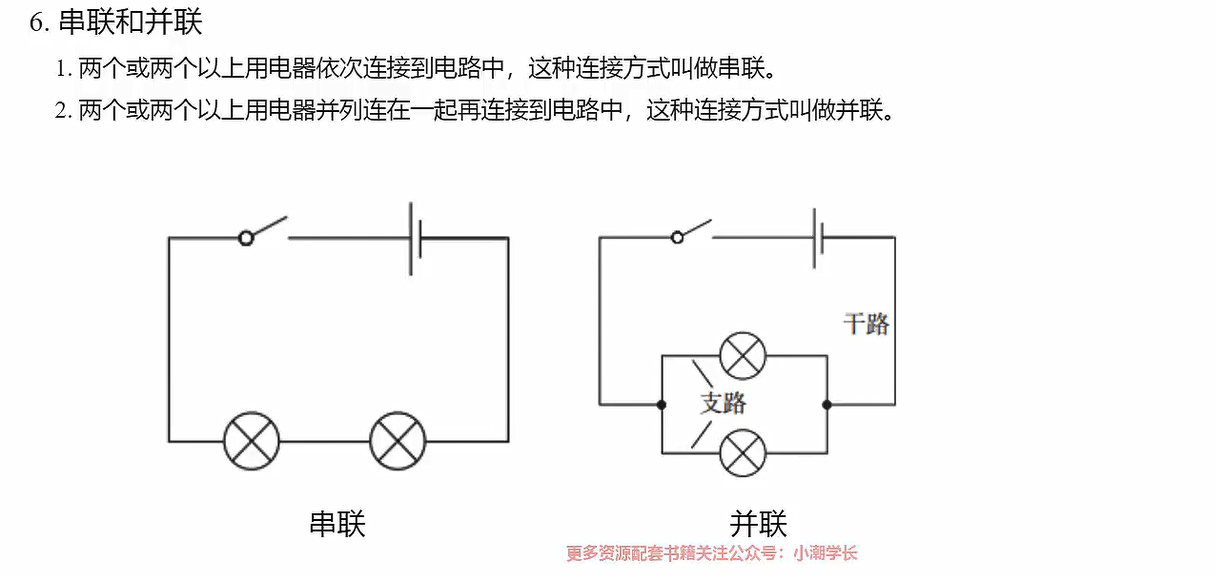 6. 串联和并联
1. 两个或两个以上用电器依次连接到电路中，这种连接方式叫做串联。
2. 两个或两个以上用电器并列连在一起再连接到电路中，这种连接方式叫做并联。
干路
支路
串联
并联
更多资源配套书籍关注公众号：小潮学长